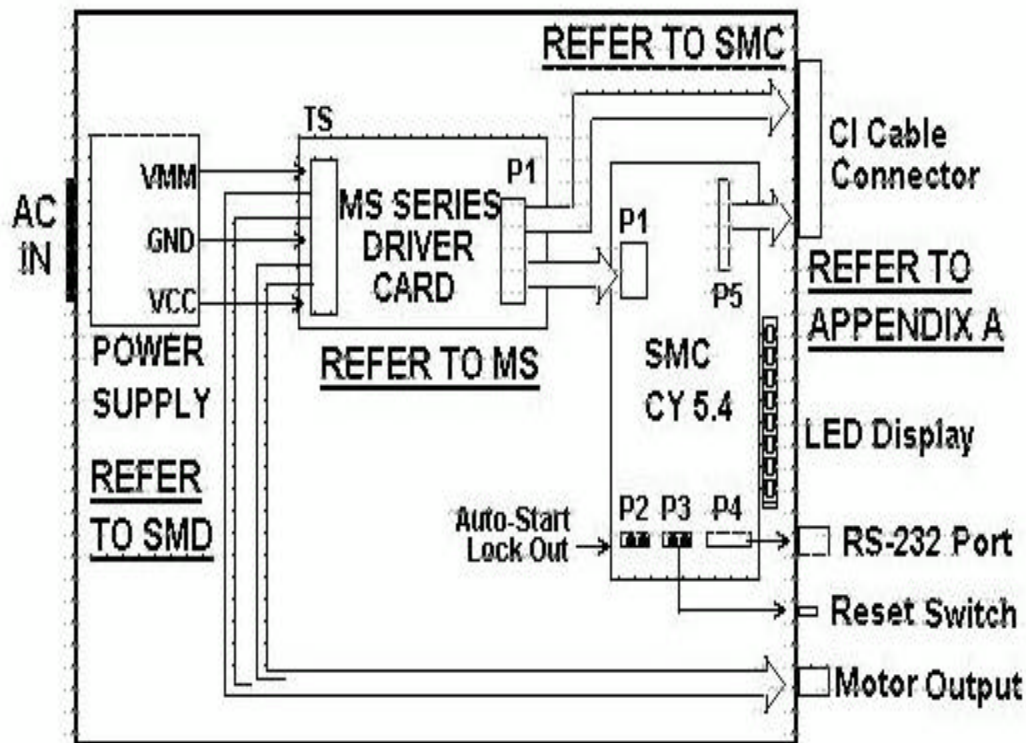 REFER TO SMC
TS
CI Cable
Connector
VMM
P1
MS SERIES
DRIVER
CARD
P1
AC
IN
GND
VCC
P5
REFER TO
APPENDIX A
POWER
SUPPLY
REFER TO MS
SMC
CY 5.4
LED Display
REFER
TO SMD
Auto-Start
Lock Out
P2 P3 P4
RS-232 Port
Reset Switch
Motor Output